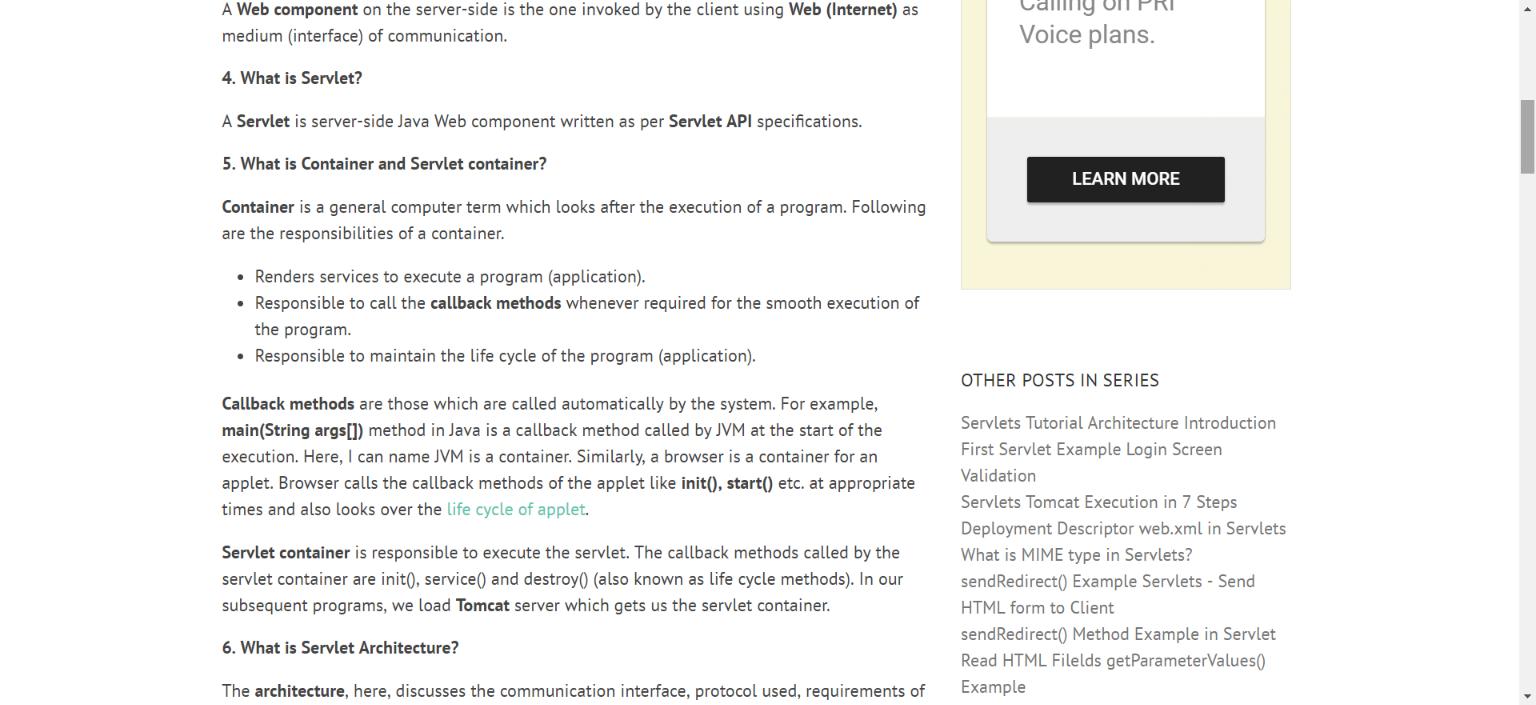 A Web component on the server-side is the one invoked by the client using Web (Internet) as
medium (interface) of communication.
4. What is Servlet?
A Servlet is server-side Java Web component written as per Servlet API specifications.
5. What is Container and Servlet container?
Container is a general computer term which looks after the execution of a program. Following
are the responsibilities of a container.
Renders services to execute a program (application).
Responsible to call the callback methods whenever required for the smooth execution of
the program.
Responsible to maintain the life cycle of the program (application).
Callback methods are those which are called automatically by the system. For example,
main(String args[]) method in Java is a callback method called by JVM at the start of the
execution. Here, I can name JVM is a container. Similarly, a browser is a container for an
applet. Browser calls the callback methods of the applet like init(), start() etc. at appropriate
times and also looks over the life cycle of applet.
Servlet container is responsible to execute the servlet. The callback methods called by the
servlet container are init(), service() and destroy() (also known as life cycle methods). In our
subsequent programs, we load Tomcat server which gets us the servlet container.
6. What is Servlet Architecture?
The architecture, here, discusses the communication interface, protocol used, requirements of
Calling on PRI
Voice plans.
LEARN MORE
OTHER POSTS IN SERIES
Servlets Tutorial Architecture Introduction
First Servlet Example Login Screen
Validation
Servlets Tomcat Execution in 7 Steps
Deployment Descriptor web.xml in Servlets
What is MIME type in Servlets?
sendRedirect() Example Servlets - Send
HTML form to Client
sendRedirect() Method Example in Servlet
Read HTML Filelds getParameterValues()
Example